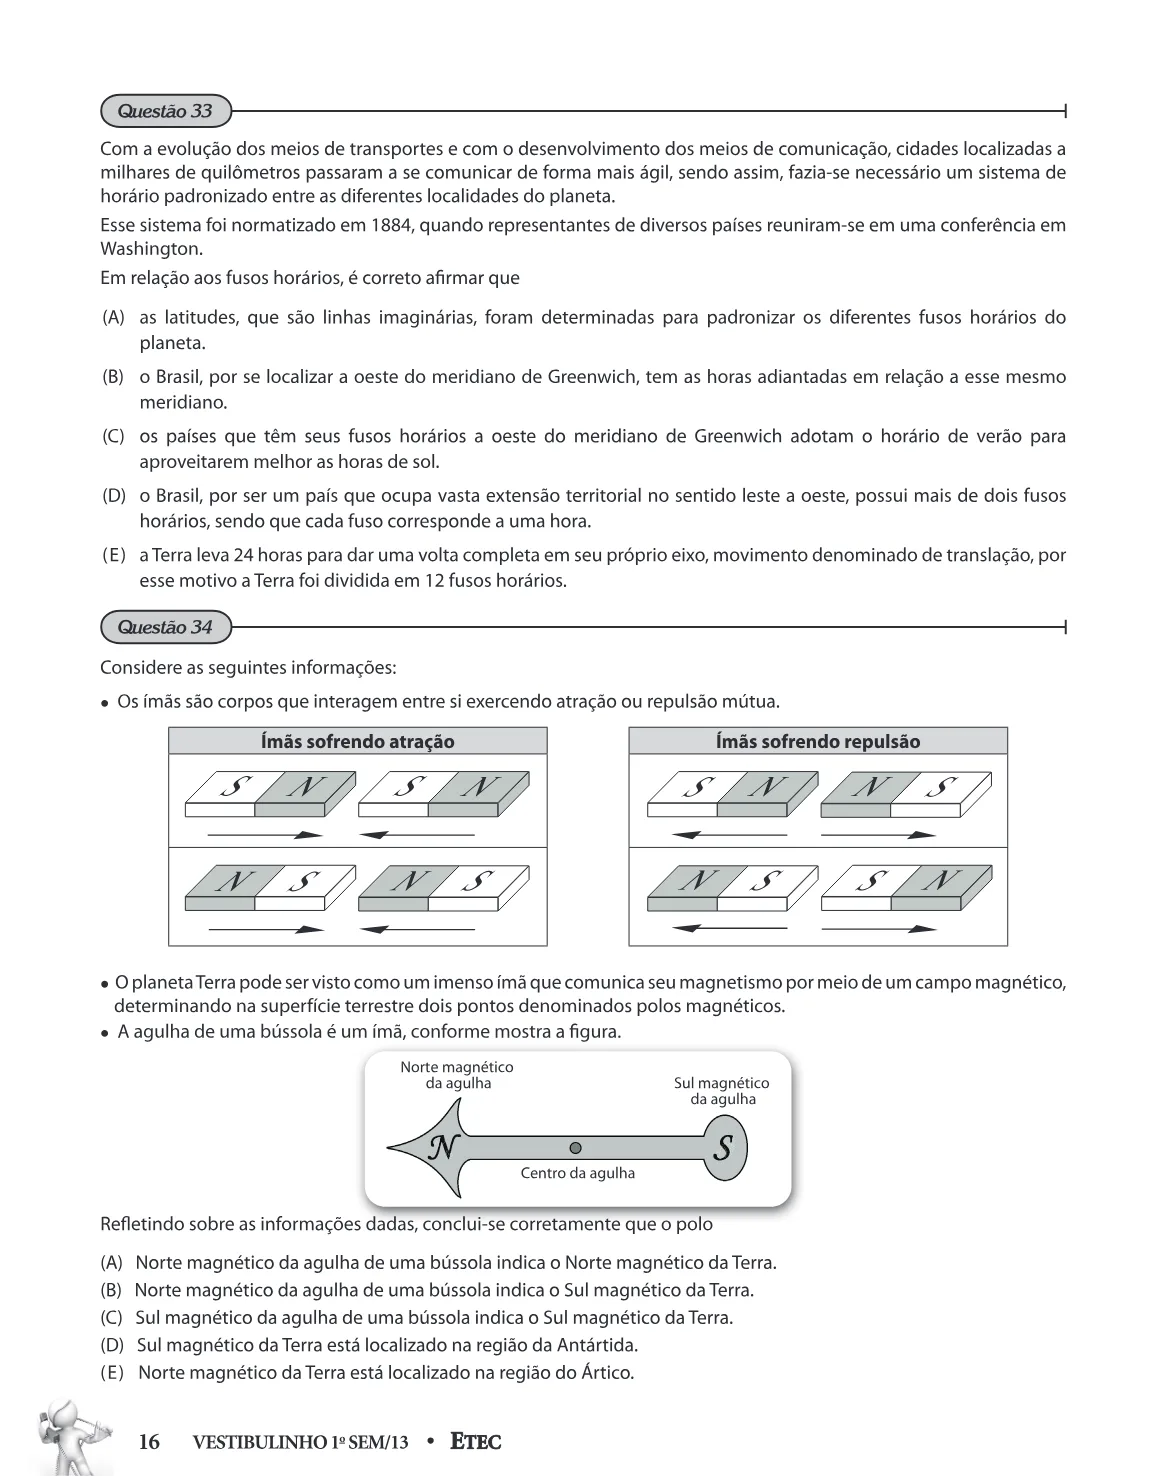 Questão 33
Com a evolução dos meios de transportes e com o desenvolvimento dos meios de comunicação, cidades localizadas a
milhares de quilômetros passaram a se comunicar de forma mais ágil, sendo assim, fazia-se necessário um sistema de
horário padronizado entre as diferentes localidades do planeta.
Esse sistema foi normatizado em 1884, quando representantes de diversos países reuniram-se em uma conferência em
Washington.
Em relação aos fusos horários, é correto afirmar que
(A) as latitudes, que são linhas imaginárias, foram determinadas para padronizar os diferentes fusos horários do
planeta.
(B) o Brasil, por se localizar a oeste do meridiano de Greenwich, tem as horas adiantadas em relação a esse mesmo
meridiano.
(C) os países que têm seus fusos horários a oeste do meridiano de Greenwich adotam o horário de verão para
aproveitarem melhor as horas de sol.
(D) o Brasil, por ser um país que ocupa vasta extensão territorial no sentido leste a oeste, possui mais de dois fusos
horários, sendo que cada fuso corresponde a uma hora.
(E) a Terra leva 24 horas para dar uma volta completa em seu próprio eixo, movimento denominado de translação, por
esse motivo a Terra foi dividida em 12 fusos horários.
Questão 34
Considere as seguintes informações:
• Os ímãs são corpos que interagem entre si exercendo atração ou repulsão mútua.
Ímãs sofrendo atração
S N S N
N S N S
Ímãs sofrendo repulsão
S N N S
N S S N
• O planeta Terra pode ser visto como um imenso ímã que comunica seu magnetismo por meio de um campo magnético,
determinando na superfície terrestre dois pontos denominados polos magnéticos.
• A agulha de uma bússola é um ímã, conforme mostra a figura.
Norte magnético
da agulha
Sul magnético
da agulha
N S
Centro da agulha
Refletindo sobre as informações dadas, conclui-se corretamente que o polo
(A) Norte magnético da agulha de uma bússola indica o Norte magnético da Terra.
(B) Norte magnético da agulha de uma bússola indica o Sul magnético da Terra.
(C) Sul magnético da agulha de uma bússola indica o Sul magnético da Terra.
(D) Sul magnético da Terra está localizado na região da Antártida.
(E) Norte magnético da Terra está localizado na região do Ártico.
16 VESTIBULINHO 1º SEM/13 • ETEC